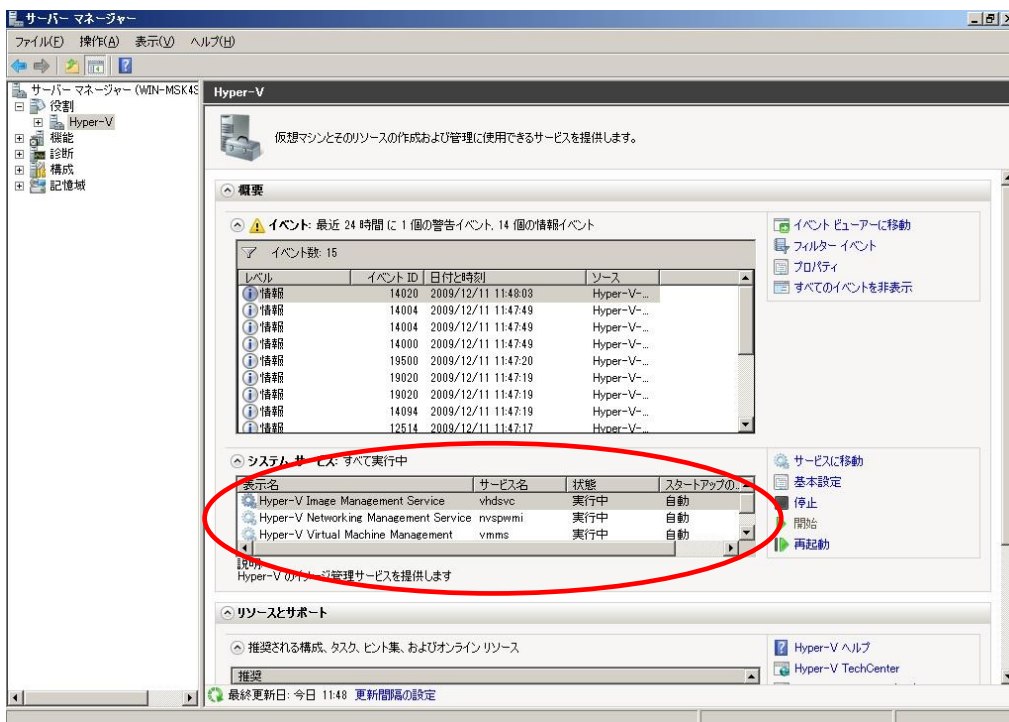 サーバー マネージャー
ファイル(F) 操作(A) 表示(V) ヘルプ(H)
サーバー マネージャー (WIN-MSK4S
役割
Hyper-V
機能
診断
構成
記憶域
Hyper-V
仮想マシンとそのリソースの作成および管理に使用できるサービスを提供します。
概要
イベント: 最近 24 時間 に 1 個の警告イベント, 14 個の情報イベント
イベント数: 15
レベル イベント ID 日付と時刻 ソース
情報 14020 2009/12/11 11:48:03 Hyper-V-...
情報 14004 2009/12/11 11:47:49 Hyper-V-...
情報 14004 2009/12/11 11:47:49 Hyper-V-...
情報 14000 2009/12/11 11:47:49 Hyper-V-...
情報 19500 2009/12/11 11:47:20 Hyper-V-...
情報 19020 2009/12/11 11:47:19 Hyper-V-...
情報 19020 2009/12/11 11:47:19 Hyper-V-...
情報 14094 2009/12/11 11:47:19 Hyper-V-...
情報 12514 2009/12/11 11:47:17 Hyper-V-...
イベント ビューアーに移動
フィルター イベント
プロパティ
すべてのイベントを非表示
システム サービス: すべて実行中
表示名 サービス名 状態 スタートアップの...
Hyper-V Image Management Service vhdsvc 実行中 自動
Hyper-V Networking Management Service nvspwmi 実行中 自動
Hyper-V Virtual Machine Management vmms 実行中 自動
説明:
Hyper-V のイメージ管理サービスを提供します
サービスに移動
基本設定
停止
開始
再起動
リソースとサポート
推奨される構成、タスク、ヒント集、およびオンライン リソース
推奨
Hyper-V ヘルプ
Hyper-V TechCenter
最終更新日: 今日 11:48 更新間隔の設定